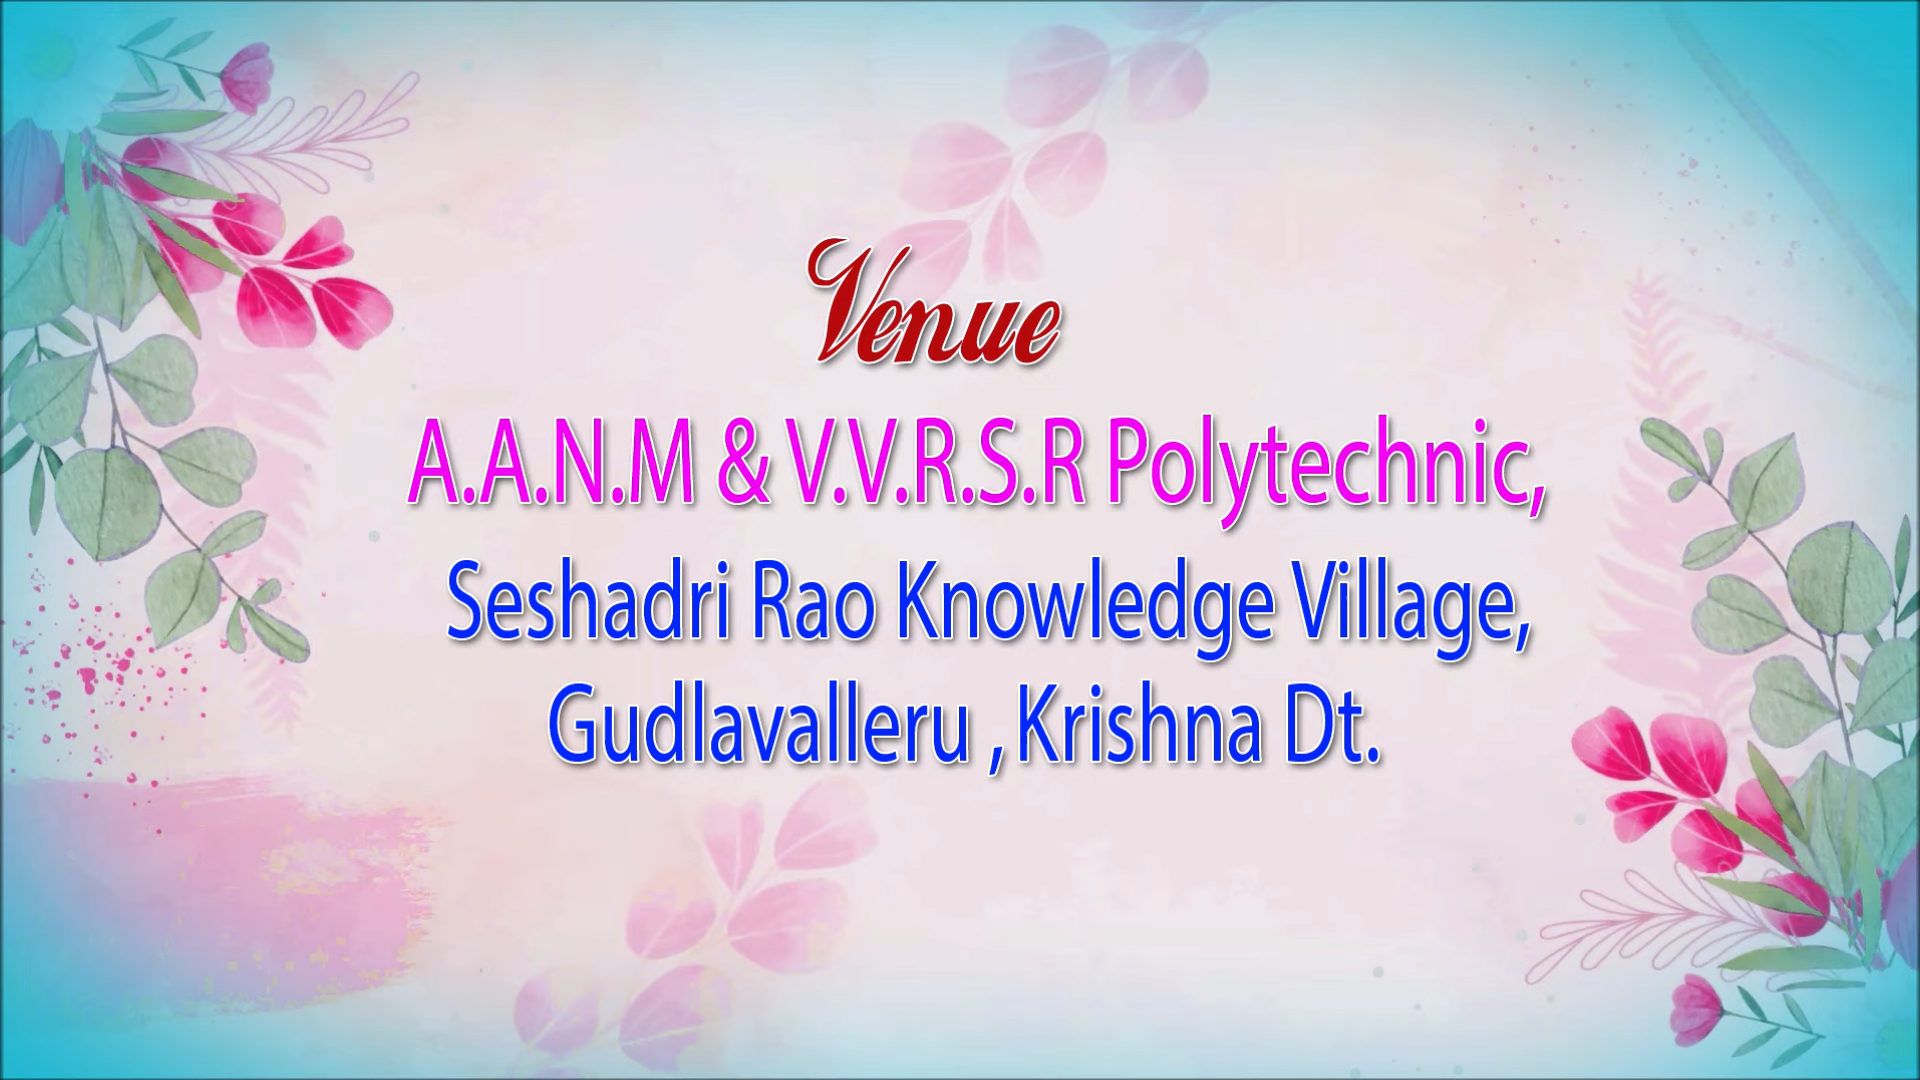 Venue
A.A.N.M & V.V.R.S.R Polytechnic,
Seshadri Rao Knowledge Village,
Gudlavalleru , Krishna Dt.